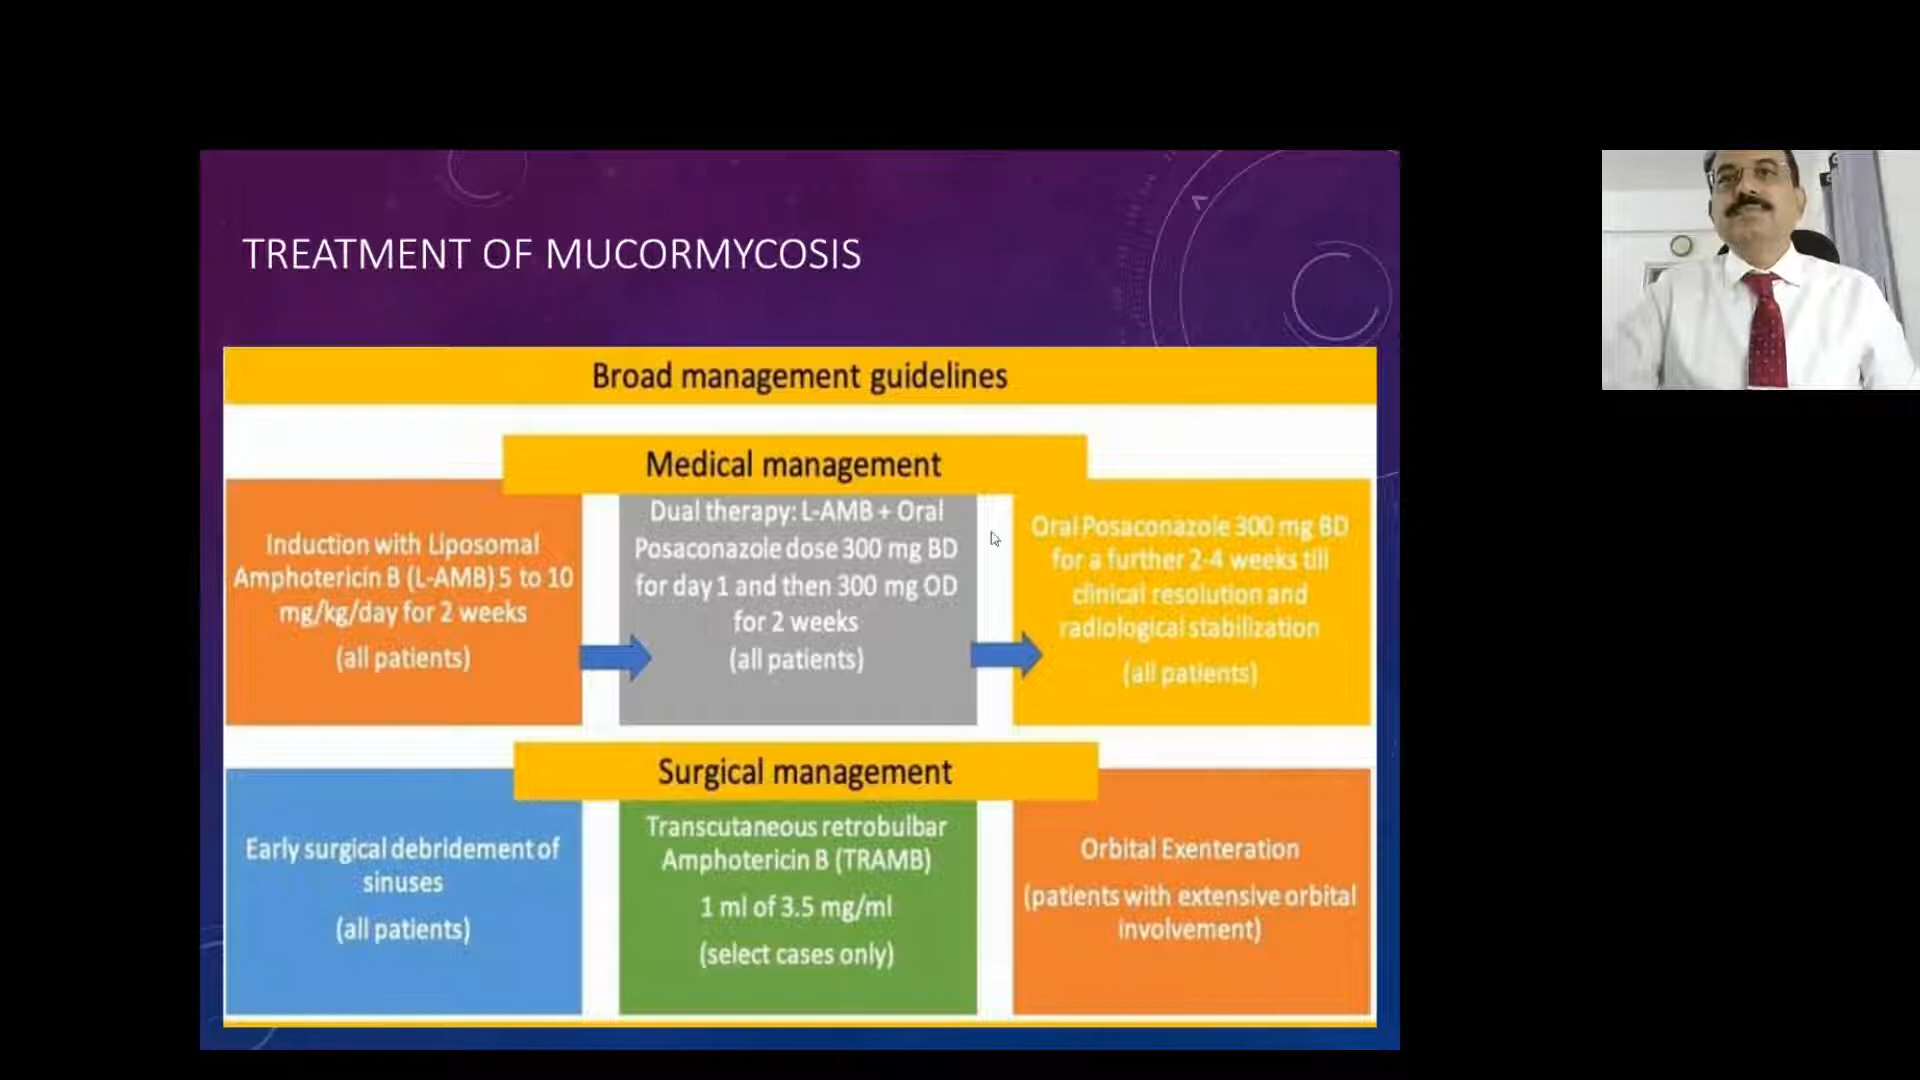 TREATMENT OF MUCORMYCOSIS
Broad management guidelines
Medical management
Induction with Liposomal
Amphotericin B (L-AMB) 5 to 10
mg/kg/day for 2 weeks
(all patients)
Dual therapy: L-AMB + Oral
Posaconazole dose 300 mg BD
for day 1 and then 300 mg OD
for 2 weeks
(all patients)
Oral Posaconazole 300 mg BD
for a further 2-4 weeks till
clinical resolution and
radiological stabilization
(all patients)
Surgical management
Early surgical debridement of
sinuses
(all patients)
Transcutaneous retrobulbar
Amphotericin B (TRAMB)
1 ml of 3.5 mg/ml
(select cases only)
Orbital Exenteration
(patients with extensive orbital
involvement)